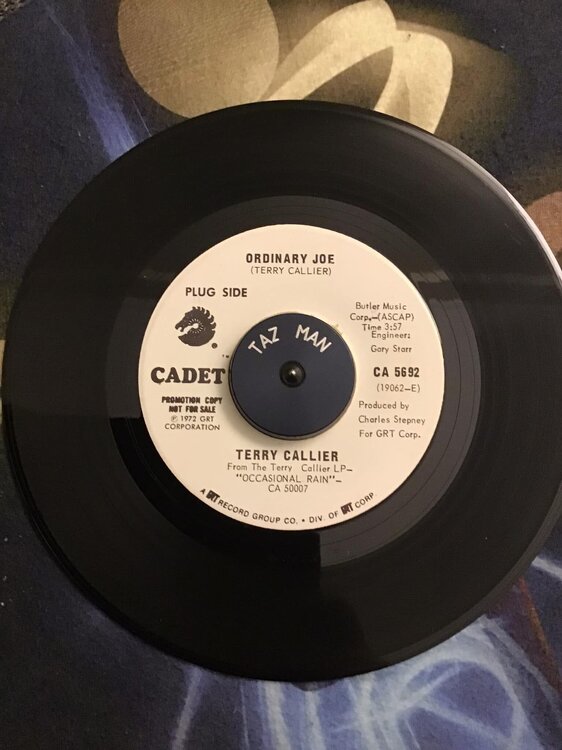 ORDINARY JOE
(TERRY CALLIER)
PLUG SIDE
Butler Music
Corp.—(ASCAP)
Time 3:57
Engineer:
Gary Starr
TAZ MAN
CADET
™
CA 5692
(19062-E)
PROMOTION COPY
NOT FOR SALE
℗ 1972 GRT
CORPORATION
Produced by
Charles Stepney
For GRT Corp.
TERRY CALLIER
From The Terry Callier LP—
"OCCASIONAL RAIN"—
CA 50007
A GRT RECORD GROUP CO. • DIV. OF GRT CORP.